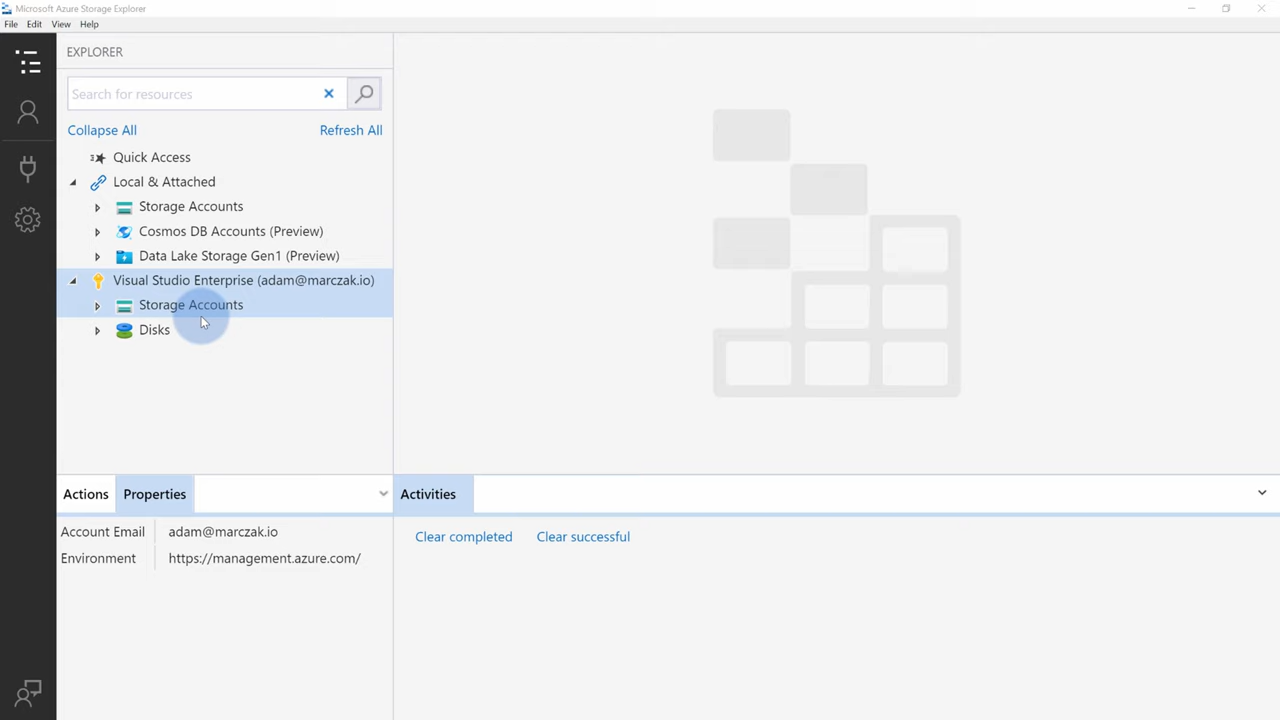 Microsoft Azure Storage Explorer
File Edit View Help
EXPLORER
Search for resources
Collapse All Refresh All
Quick Access
Local & Attached
Storage Accounts
Cosmos DB Accounts (Preview)
Data Lake Storage Gen1 (Preview)
Visual Studio Enterprise (adam@marczak.io)
Storage Accounts
Disks
Actions Properties Activities
Account Email adam@marczak.io
Clear completed Clear successful
Environment https://management.azure.com/